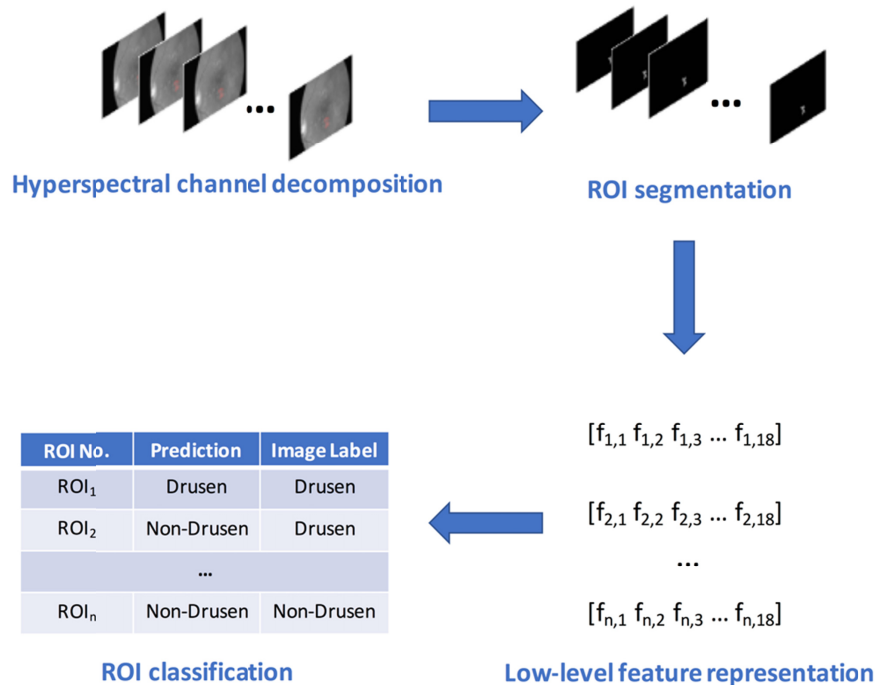 ...
...
Hyperspectral channel decomposition
ROI segmentation
[f1,1 f1,2 f1,3 ... f1,18]
[f2,1 f2,2 f2,3 ... f2,18]
...
[fn,1 fn,2 fn,3 ... fn,18]
Low-level feature representation
ROI No. Prediction Image Label
ROI1 Drusen Drusen
ROI2 Non-Drusen Drusen
...
ROIn Non-Drusen Non-Drusen
ROI classification